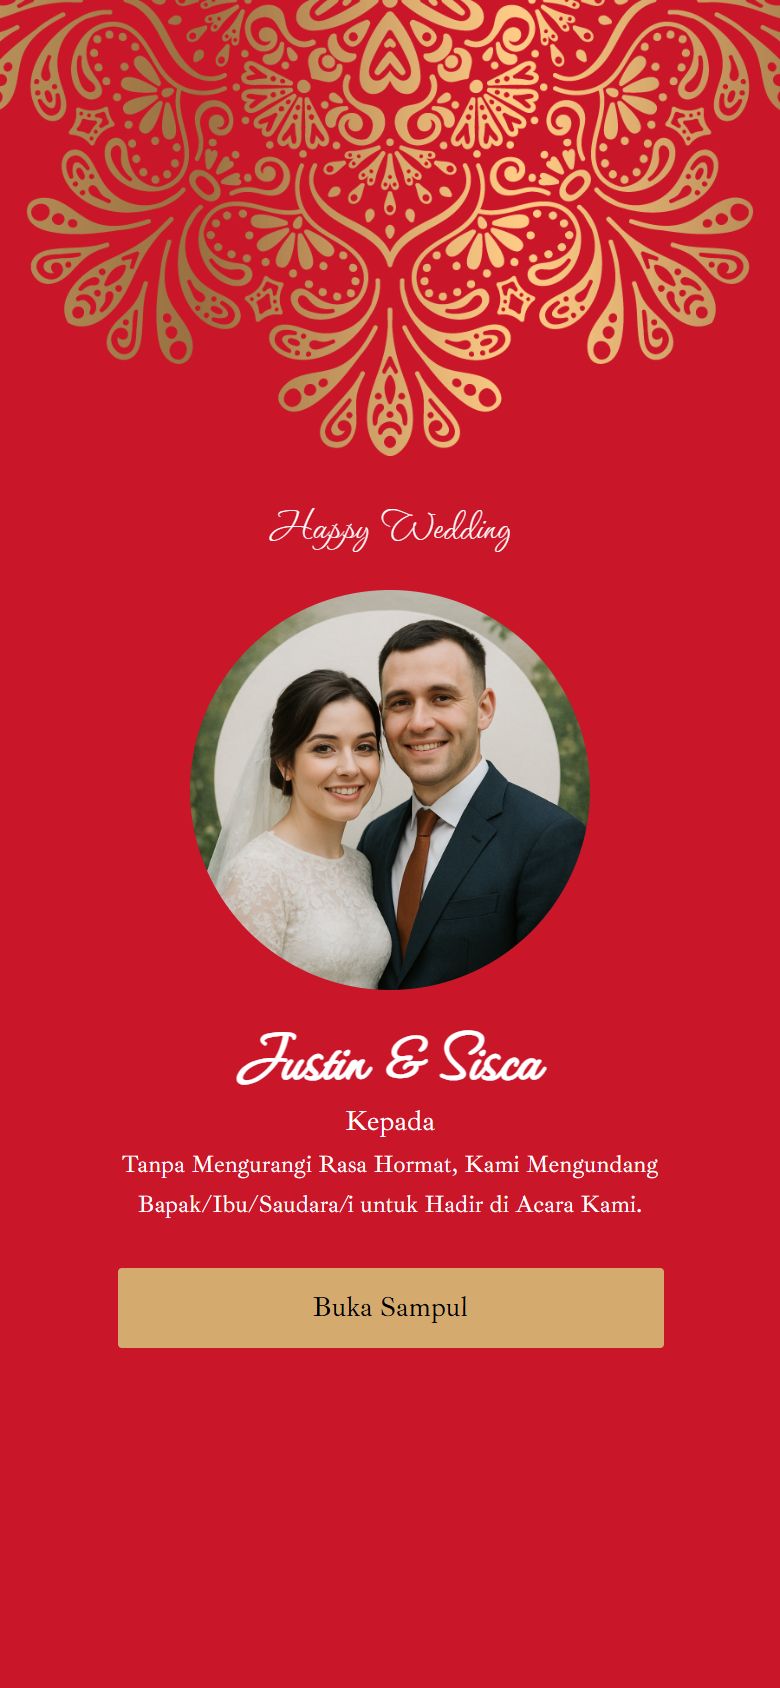 Happy Wedding
Justin & Sisca
Kepada
Tanpa Mengurangi Rasa Hormat, Kami Mengundang
Bapak/Ibu/Saudara/i untuk Hadir di Acara Kami.
Buka Sampul